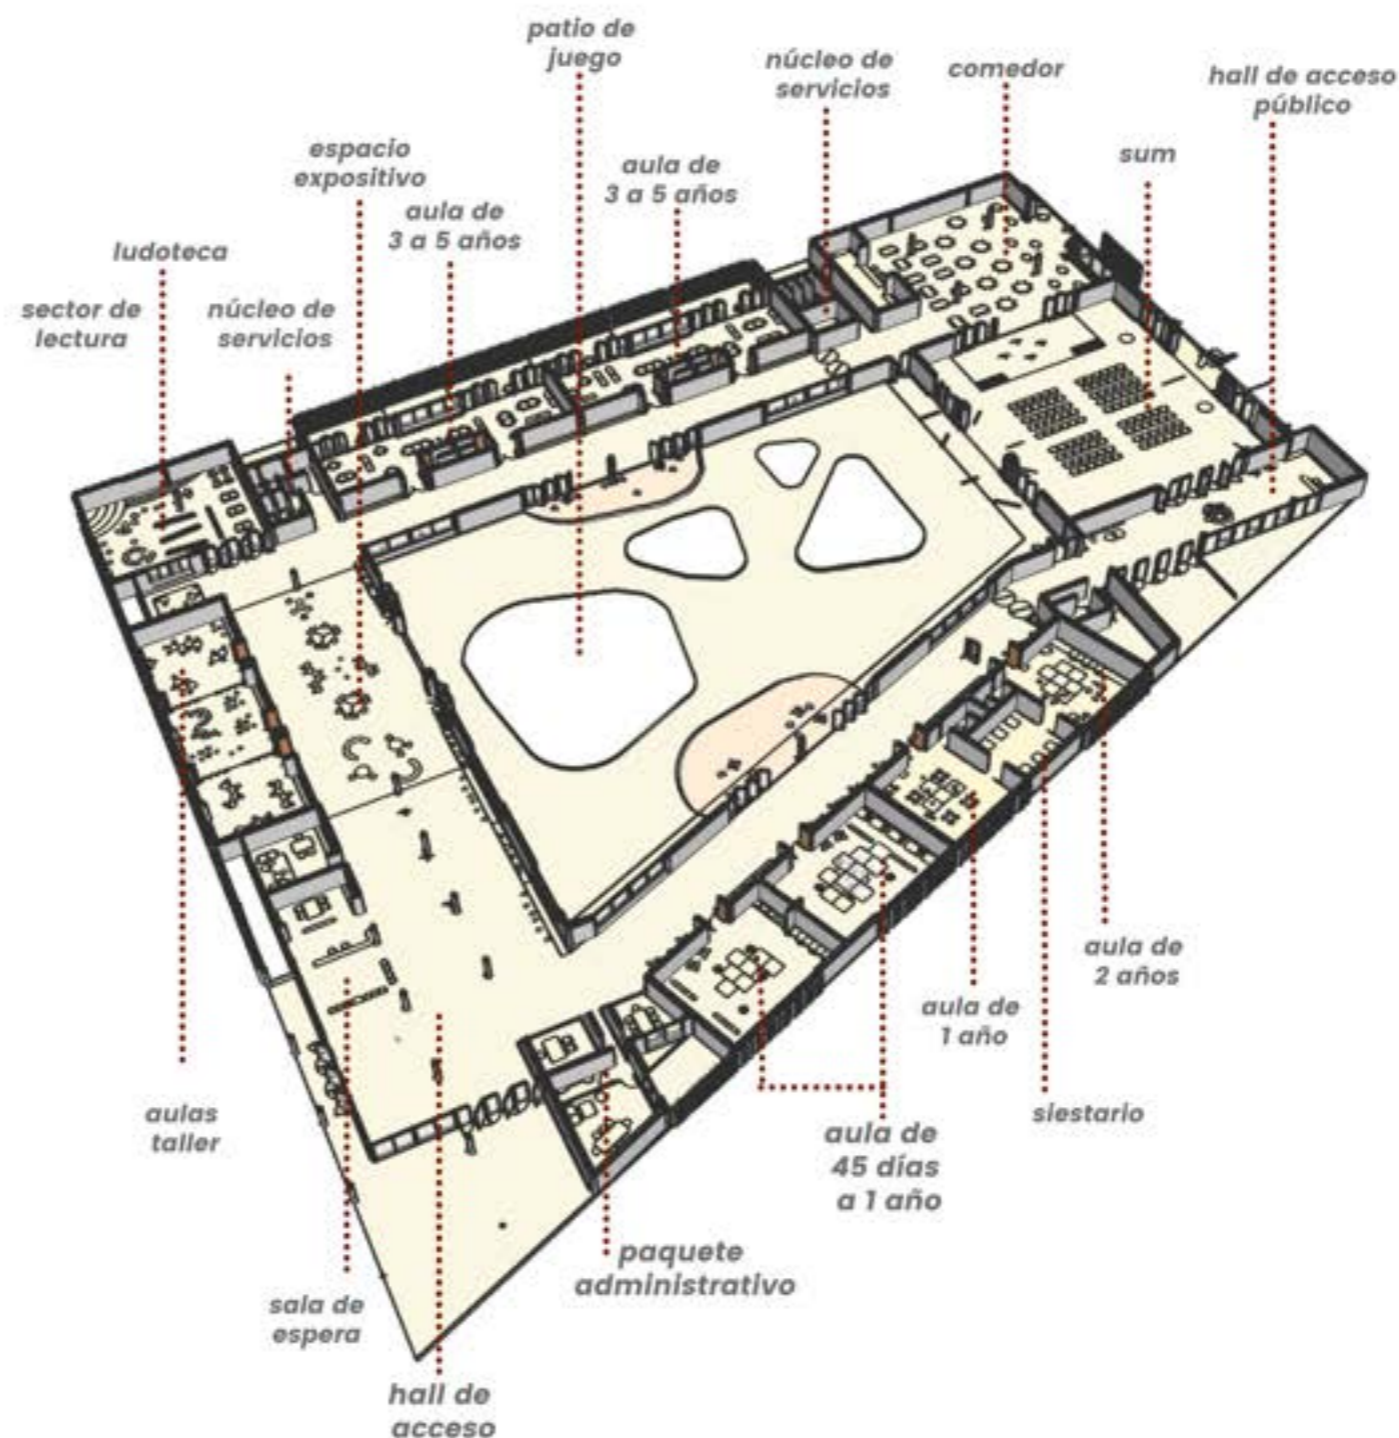 patio de
juego
núcleo de
servicios
comedor
hall de acceso
público
espacio
expositivo
aula de
3 a 5 años
sum
aula de
3 a 5 años
ludoteca
sector de
lectura
núcleo de
servicios
aula de
2 años
aula de
1 año
siestario
aulas
taller
aula de
45 días
a 1 año
paquete
administrativo
sala de
espera
hall de
acceso